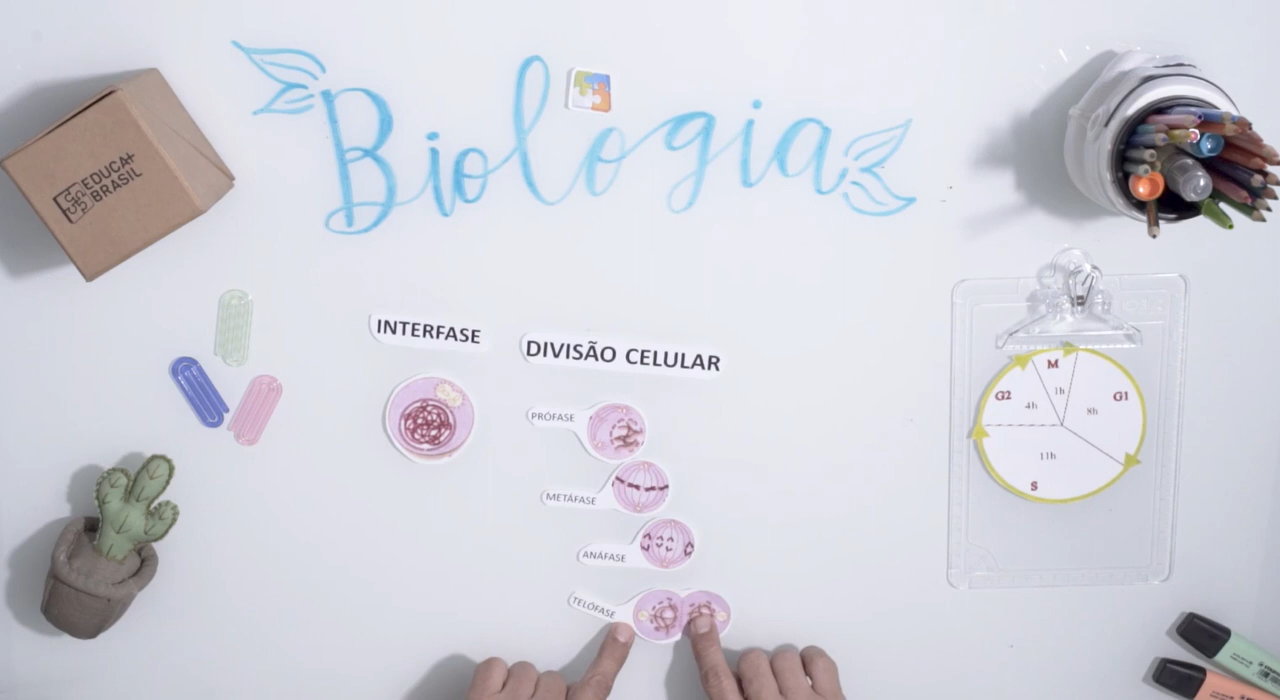 Biologia
EDUCA+
BRASIL
INTERFASE
DIVISÃO CELULAR
PRÓFASE
METÁFASE
ANÁFASE
TELÓFASE
M
G2
1h
G1
4h
8h
11h
S